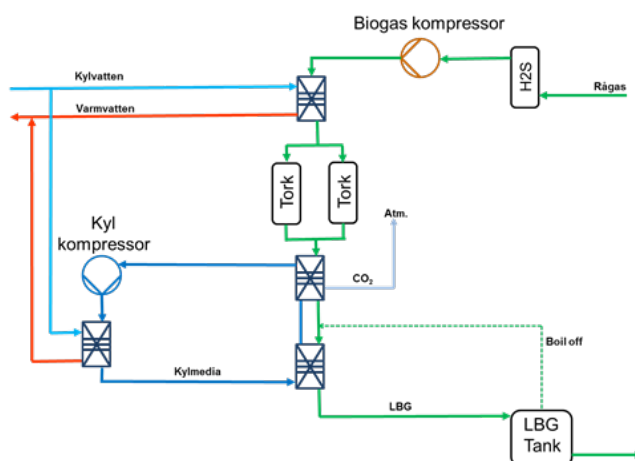 Biogas kompressor
Kylvatten
H2S
Rågas
Varmvatten
Tork
Tork
Atm.
Kyl
kompressor
CO₂
Boil off
Kylmedia
LBG
LBG
Tank